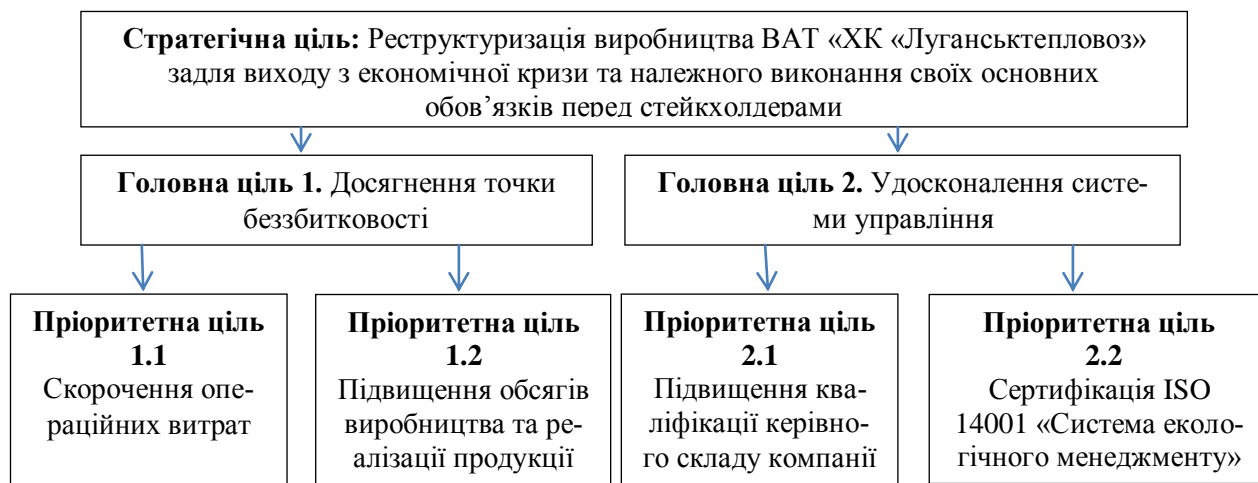 Стратегічна ціль: Реструктуризація виробництва ВАТ «ХК «Луганськтепловоз»
задля виходу з економічної кризи та належного виконання своїх основних
обов’язків перед стейкхолдерами
Головна ціль 1. Досягнення точки
беззбитковості
Головна ціль 2. Удосконалення систе-
ми управління
Пріоритетна ціль
1.1
Скорочення опе-
раційних витрат
Пріоритетна ціль
1.2
Підвищення обсягів
виробництва та ре-
алізації продукції
Пріоритетна ціль
2.1
Підвищення ква-
ліфікації керівно-
го складу компанії
Пріоритетна ціль
2.2
Сертифікація ISO
14001 «Система еколо-
гічного менеджменту»